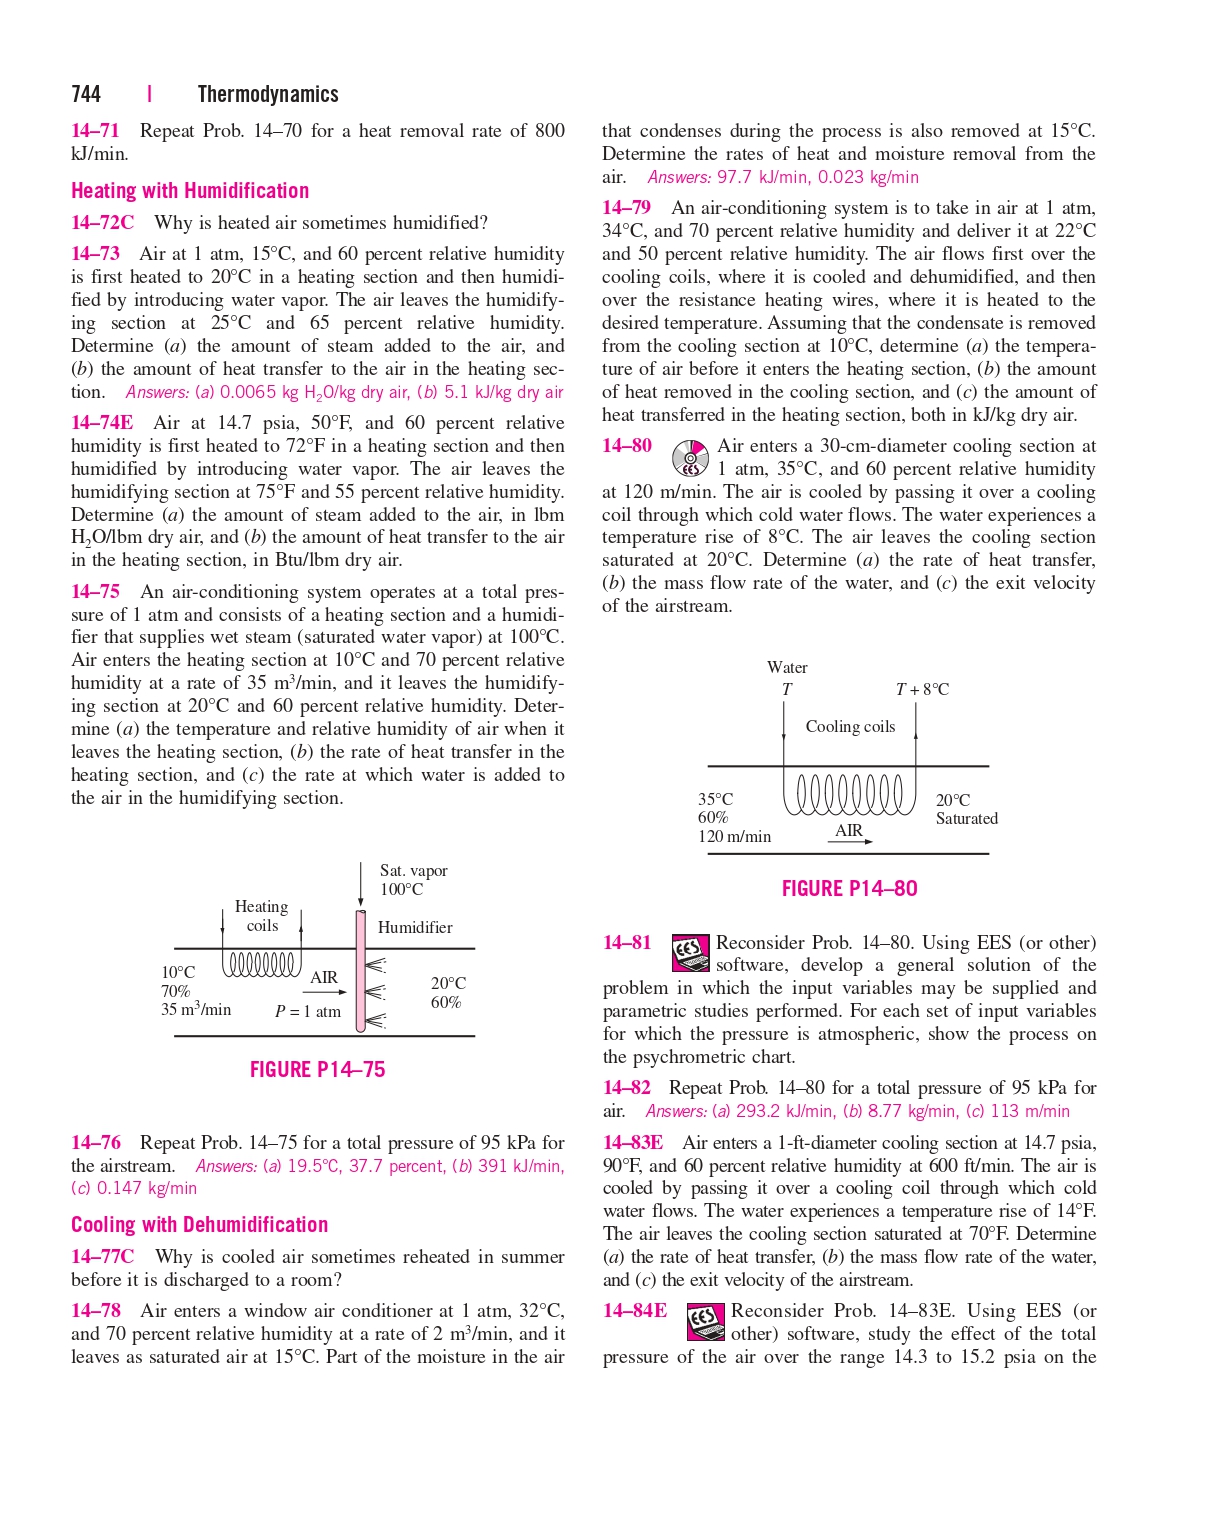 744 | Thermodynamics
14–71 Repeat Prob. 14–70 for a heat removal rate of 800
kJ/min.
Heating with Humidification
14–72C Why is heated air sometimes humidified?
14–73 Air at 1 atm, 15°C, and 60 percent relative humidity
is first heated to 20°C in a heating section and then humidi-
fied by introducing water vapor. The air leaves the humidify-
ing section at 25°C and 65 percent relative humidity.
Determine (a) the amount of steam added to the air, and
(b) the amount of heat transfer to the air in the heating sec-
tion. Answers: (a) 0.0065 kg H₂O/kg dry air, (b) 5.1 kJ/kg dry air
14–74E Air at 14.7 psia, 50°F, and 60 percent relative
humidity is first heated to 72°F in a heating section and then
humidified by introducing water vapor. The air leaves the
humidifying section at 75°F and 55 percent relative humidity.
Determine (a) the amount of steam added to the air, in lbm
H₂O/lbm dry air, and (b) the amount of heat transfer to the air
in the heating section, in Btu/lbm dry air.
14–75 An air-conditioning system operates at a total pres-
sure of 1 atm and consists of a heating section and a humidi-
fier that supplies wet steam (saturated water vapor) at 100°C.
Air enters the heating section at 10°C and 70 percent relative
humidity at a rate of 35 m³/min, and it leaves the humidify-
ing section at 20°C and 60 percent relative humidity. Deter-
mine (a) the temperature and relative humidity of air when it
leaves the heating section, (b) the rate of heat transfer in the
heating section, and (c) the rate at which water is added to
the air in the humidifying section.
Sat. vapor
100°C
Heating
coils
Humidifier
10°C
70%
35 m³/min
AIR
P = 1 atm
20°C
60%
FIGURE P14–75
14–76 Repeat Prob. 14–75 for a total pressure of 95 kPa for
the airstream. Answers: (a) 19.5°C, 37.7 percent, (b) 391 kJ/min,
(c) 0.147 kg/min
Cooling with Dehumidification
14–77C Why is cooled air sometimes reheated in summer
before it is discharged to a room?
14–78 Air enters a window air conditioner at 1 atm, 32°C,
and 70 percent relative humidity at a rate of 2 m³/min, and it
leaves as saturated air at 15°C. Part of the moisture in the air
that condenses during the process is also removed at 15°C.
Determine the rates of heat and moisture removal from the
air. Answers: 97.7 kJ/min, 0.023 kg/min
14–79 An air-conditioning system is to take in air at 1 atm,
34°C, and 70 percent relative humidity and deliver it at 22°C
and 50 percent relative humidity. The air flows first over the
cooling coils, where it is cooled and dehumidified, and then
over the resistance heating wires, where it is heated to the
desired temperature. Assuming that the condensate is removed
from the cooling section at 10°C, determine (a) the tempera-
ture of air before it enters the heating section, (b) the amount
of heat removed in the cooling section, and (c) the amount of
heat transferred in the heating section, both in kJ/kg dry air.
14–80 EES Air enters a 30-cm-diameter cooling section at
1 atm, 35°C, and 60 percent relative humidity
at 120 m/min. The air is cooled by passing it over a cooling
coil through which cold water flows. The water experiences a
temperature rise of 8°C. The air leaves the cooling section
saturated at 20°C. Determine (a) the rate of heat transfer,
(b) the mass flow rate of the water, and (c) the exit velocity
of the airstream.
Water
T
T + 8°C
Cooling coils
35°C
60%
120 m/min
AIR
20°C
Saturated
FIGURE P14–80
14–81 EES Reconsider Prob. 14–80. Using EES (or other)
software, develop a general solution of the
problem in which the input variables may be supplied and
parametric studies performed. For each set of input variables
for which the pressure is atmospheric, show the process on
the psychrometric chart.
14–82 Repeat Prob. 14–80 for a total pressure of 95 kPa for
air. Answers: (a) 293.2 kJ/min, (b) 8.77 kg/min, (c) 113 m/min
14–83E Air enters a 1-ft-diameter cooling section at 14.7 psia,
90°F, and 60 percent relative humidity at 600 ft/min. The air is
cooled by passing it over a cooling coil through which cold
water flows. The water experiences a temperature rise of 14°F.
The air leaves the cooling section saturated at 70°F. Determine
(a) the rate of heat transfer, (b) the mass flow rate of the water,
and (c) the exit velocity of the airstream.
14–84E EES Reconsider Prob. 14–83E. Using EES (or
other) software, study the effect of the total
pressure of the air over the range 14.3 to 15.2 psia on the